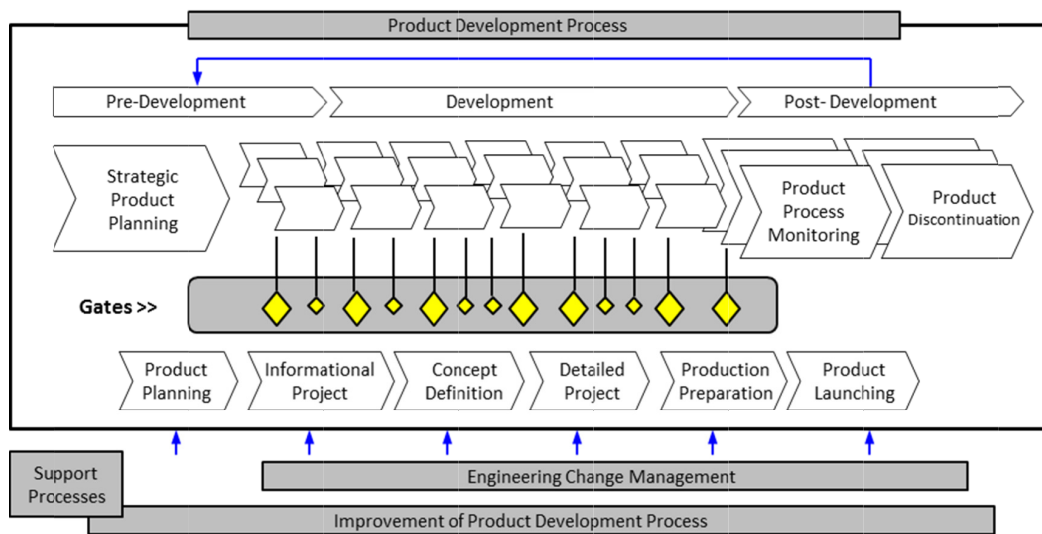 Product Development Process
Pre-Development
Development
Post- Development
Strategic
Product
Planning
Product
Process
Monitoring
Product
Discontinuation
Gates >>
Product
Planning
Informational
Project
Concept
Definition
Detailed
Project
Production
Preparation
Product
Launching
Support
Processes
Engineering Change Management
Improvement of Product Development Process